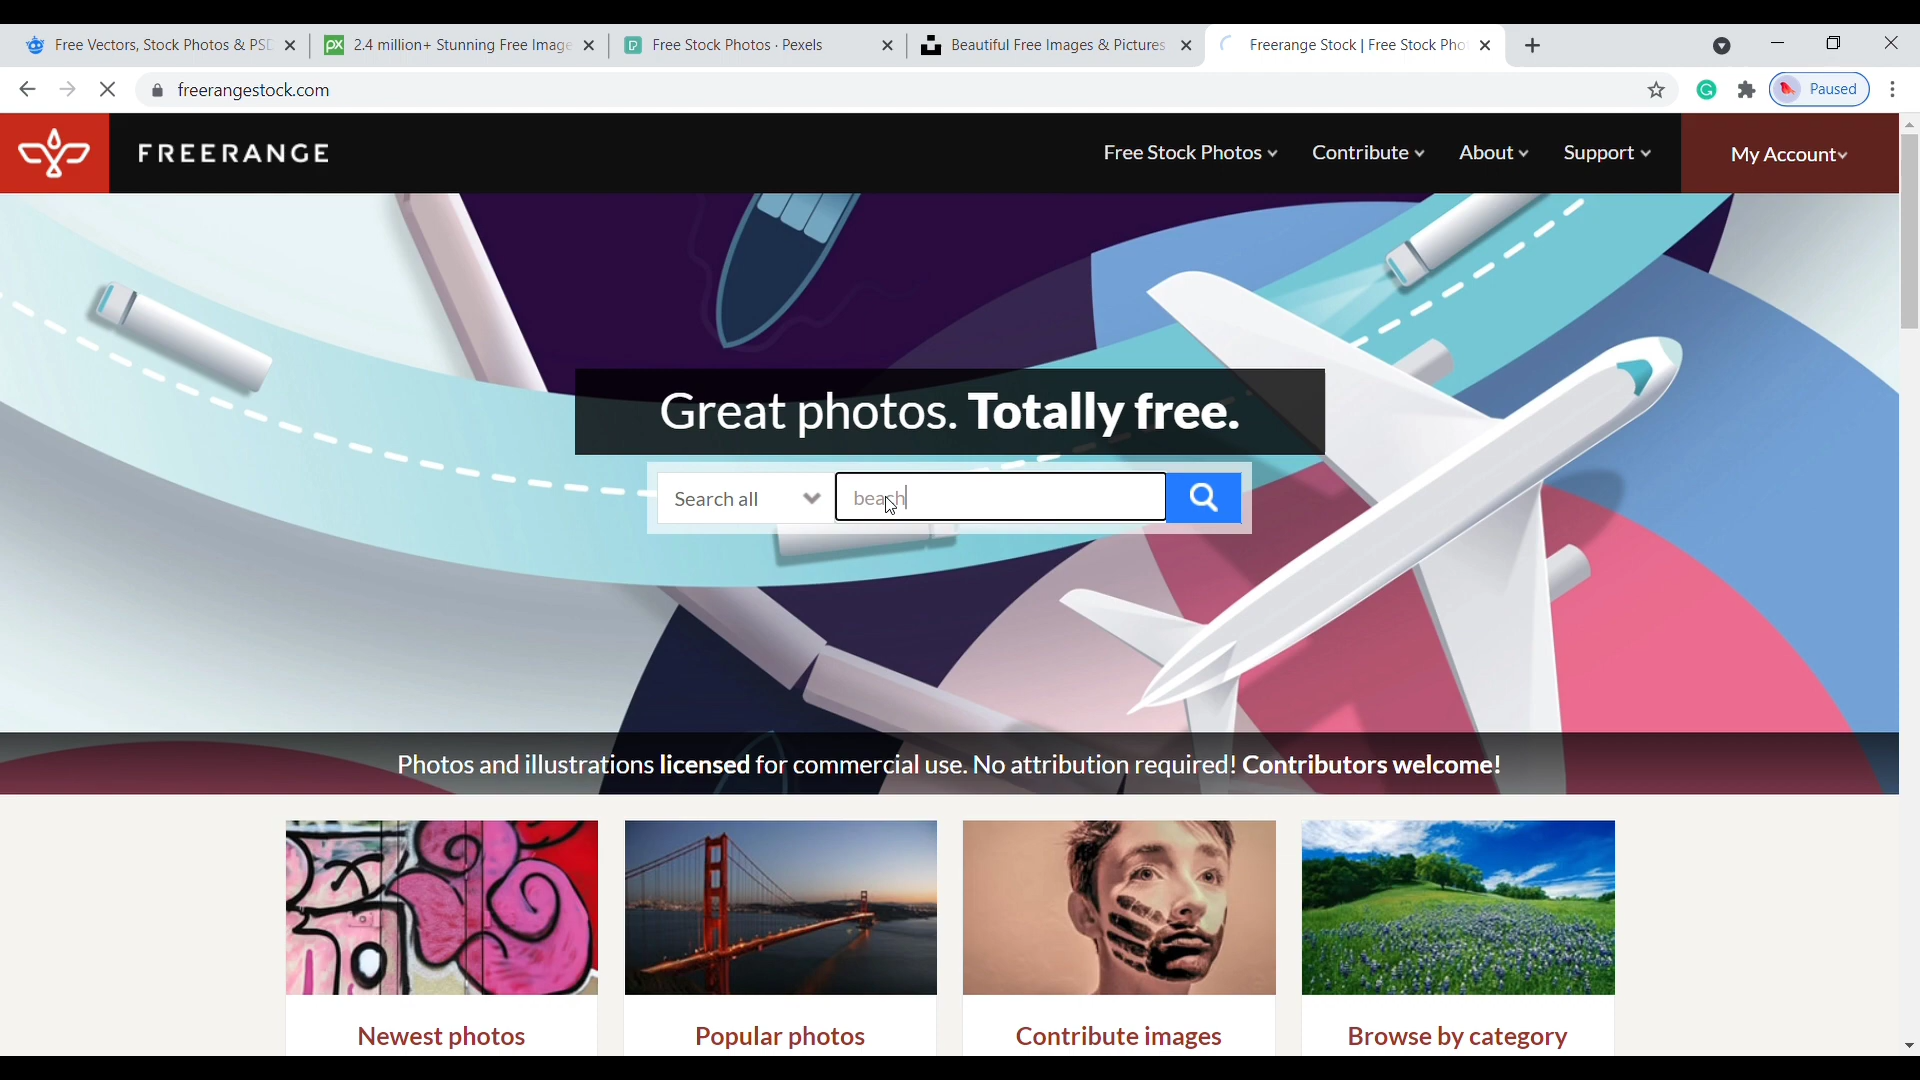 Free Vectors, Stock Photos & PSD
2.4 million+ Stunning Free Image
Free Stock Photos · Pexels
Beautiful Free Images & Pictures
Freerange Stock | Free Stock Pho
freerangestock.com
Paused
FREERANGE
Free Stock Photos
Contribute
About
Support
My Account
Great photos. Totally free.
Search all
beach
Photos and illustrations licensed for commercial use. No attribution required! Contributors welcome!
Newest photos
Popular photos
Contribute images
Browse by category